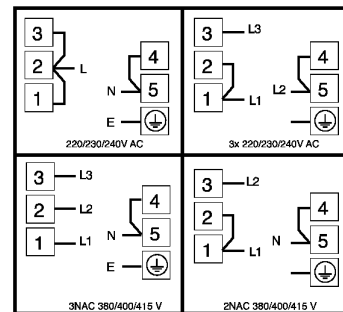 3
2 L 4
1 N 5
E
220/230/240V AC
3 L3
2 4
1 L1 L2 5
3x 220/230/240V AC
3 L3
2 L2 4
1 L1 N 5
E
3NAC 380/400/415 V
3 L2
2 4
1 L1 N 5
2NAC 380/400/415 V